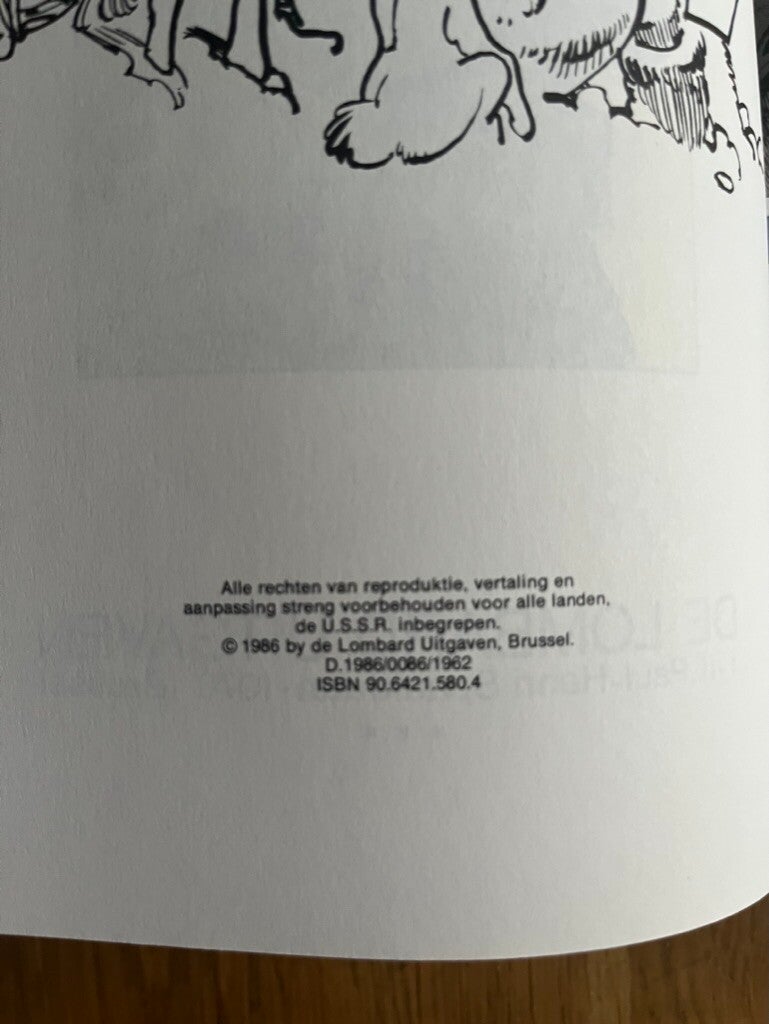 Alle rechten van reproduktie, vertaling en
aanpassing streng voorbehouden voor alle landen,
de U.S.S.R. inbegrepen.
© 1986 by de Lombard Uitgaven, Brussel.
D.1986/0086/1962
ISBN 90.6421.580.4